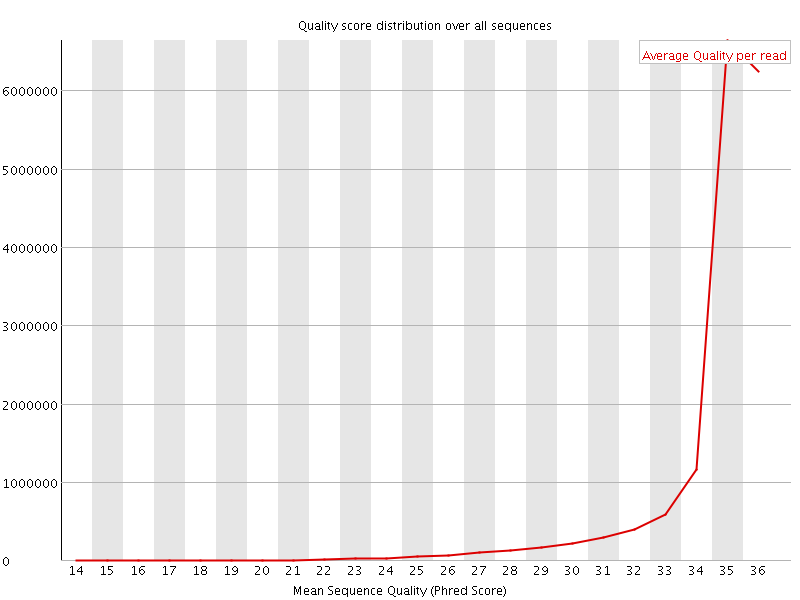 Quality score distribution over all sequences
Average Quality per read
6000000
5000000
4000000
3000000
2000000
1000000
0
14 15 16 17 18 19 20 21 22 23 24 25 26 27 28 29 30 31 32 33 34 35 36
Mean Sequence Quality (Phred Score)